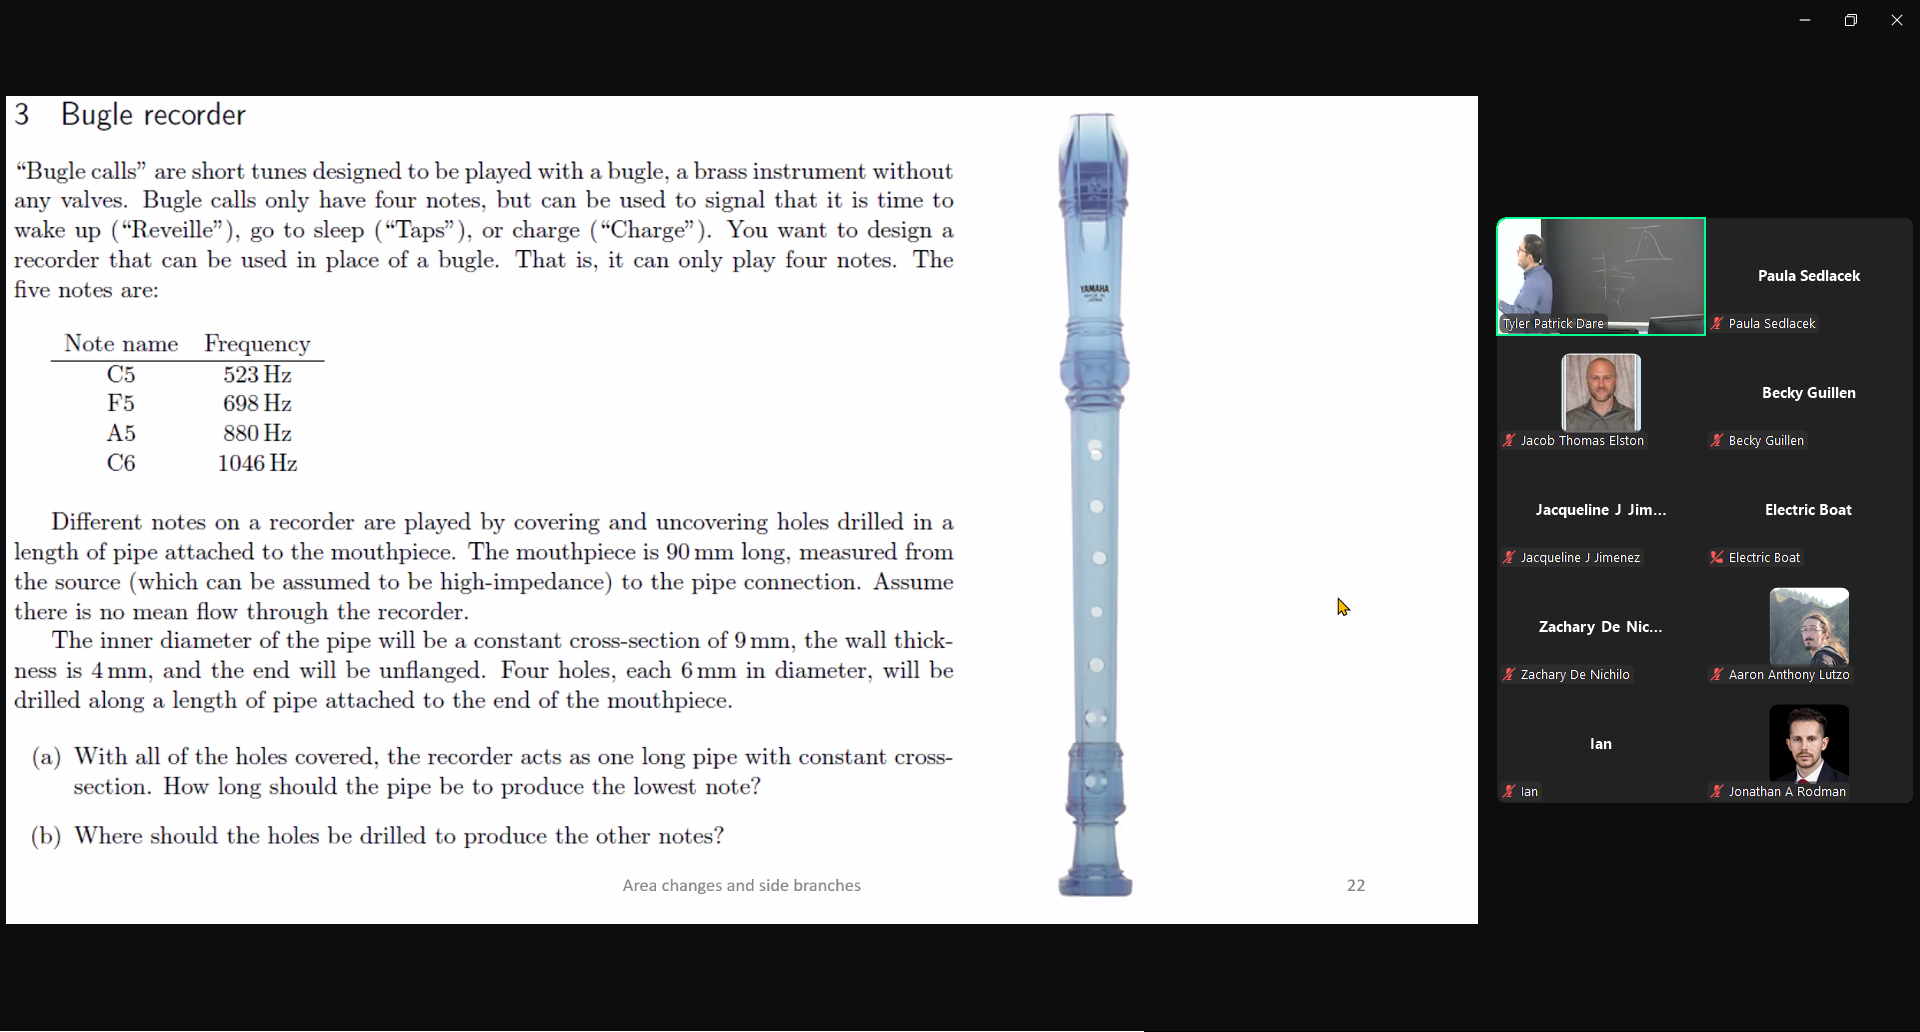 3 Bugle recorder
“Bugle calls” are short tunes designed to be played with a bugle, a brass instrument without
any valves. Bugle calls only have four notes, but can be used to signal that it is time to
wake up (“Reveille”), go to sleep (“Taps”), or charge (“Charge”). You want to design a
recorder that can be used in place of a bugle. That is, it can only play four notes. The
five notes are:
Note name Frequency
C5 523 Hz
F5 698 Hz
A5 880 Hz
C6 1046 Hz
Different notes on a recorder are played by covering and uncovering holes drilled in a
length of pipe attached to the mouthpiece. The mouthpiece is 90 mm long, measured from
the source (which can be assumed to be high-impedance) to the pipe connection. Assume
there is no mean flow through the recorder.
The inner diameter of the pipe will be a constant cross-section of 9 mm, the wall thick-
ness is 4 mm, and the end will be unflanged. Four holes, each 6 mm in diameter, will be
drilled along a length of pipe attached to the end of the mouthpiece.
(a) With all of the holes covered, the recorder acts as one long pipe with constant cross-
section. How long should the pipe be to produce the lowest note?
(b) Where should the holes be drilled to produce the other notes?
Area changes and side branches
22
YAMAHA
MADE IN
JAPAN
Tyler Patrick Dare
Paula Sedlacek
Paula Sedlacek
Jacob Thomas Elston
Becky Guillen
Becky Guillen
Jacqueline J Jim...
Jacqueline J Jimenez
Electric Boat
Electric Boat
Zachary De Nic...
Zachary De Nichilo
Aaron Anthony Lutzo
Ian
Ian
Jonathan A Rodman